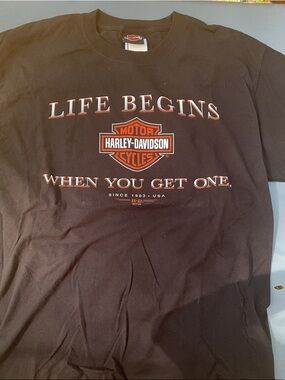 LIFE BEGINS
MOTOR
HARLEY-DAVIDSON
CYCLES
WHEN YOU GET ONE.
SINCE 1903 • USA